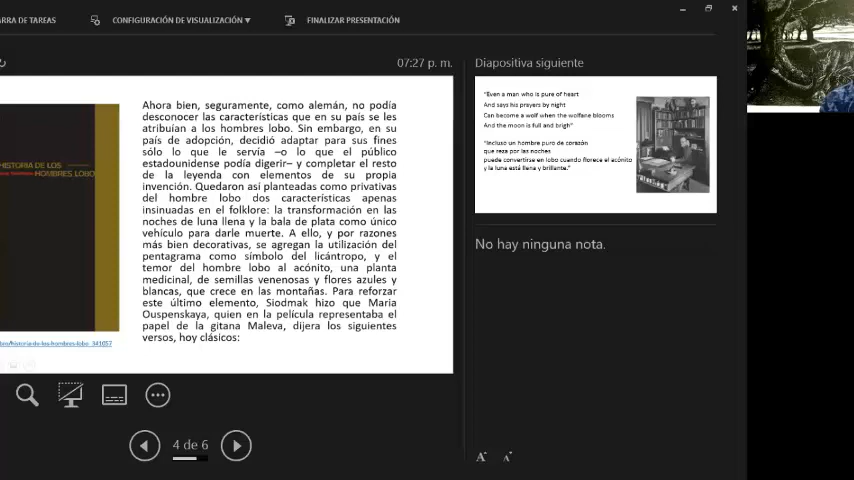 RRA DE TAREAS
CONFIGURACIÓN DE VISUALIZACIÓN ▼
FINALIZAR PRESENTACIÓN
07:27 p. m.
Diapositiva siguiente
HISTORIA DE LOS
HOMBRES LOBO
Ahora bien, seguramente, como alemán, no podía
desconocer las características que en su país se les
atribuían a los hombres lobo. Sin embargo, en su
país de adopción, decidió adaptar para sus fines
sólo lo que le servía –o lo que el público
estadounidense podía digerir– y completar el resto
de la leyenda con elementos de su propia
invención. Quedaron así planteadas como privativas
del hombre lobo dos características apenas
insinuadas en el folklore: la transformación en las
noches de luna llena y la bala de plata como único
vehículo para darle muerte. A ello, y por razones
más bien decorativas, se agregan la utilización del
pentagrama como símbolo del licántropo, y el
temor del hombre lobo al acónito, una planta
medicinal, de semillas venenosas y flores azules y
blancas, que crece en las montañas. Para reforzar
este último elemento, Siodmak hizo que Maria
Ouspenskaya, quien en la película representaba el
papel de la gitana Maleva, dijera los siguientes
versos, hoy clásicos:
/historia-de-los-hombres-lobo_341057
"Even a man who is pure of heart
And says his prayers by night
Can become a wolf when the wolfane blooms
And the moon is full and brigh"
"Incluso un hombre puro de corazón
que reza por las noches
puede convertirse en lobo cuando florece el acónito
y la luna está llena y brillante."
No hay ninguna nota.
4 de 6
A A